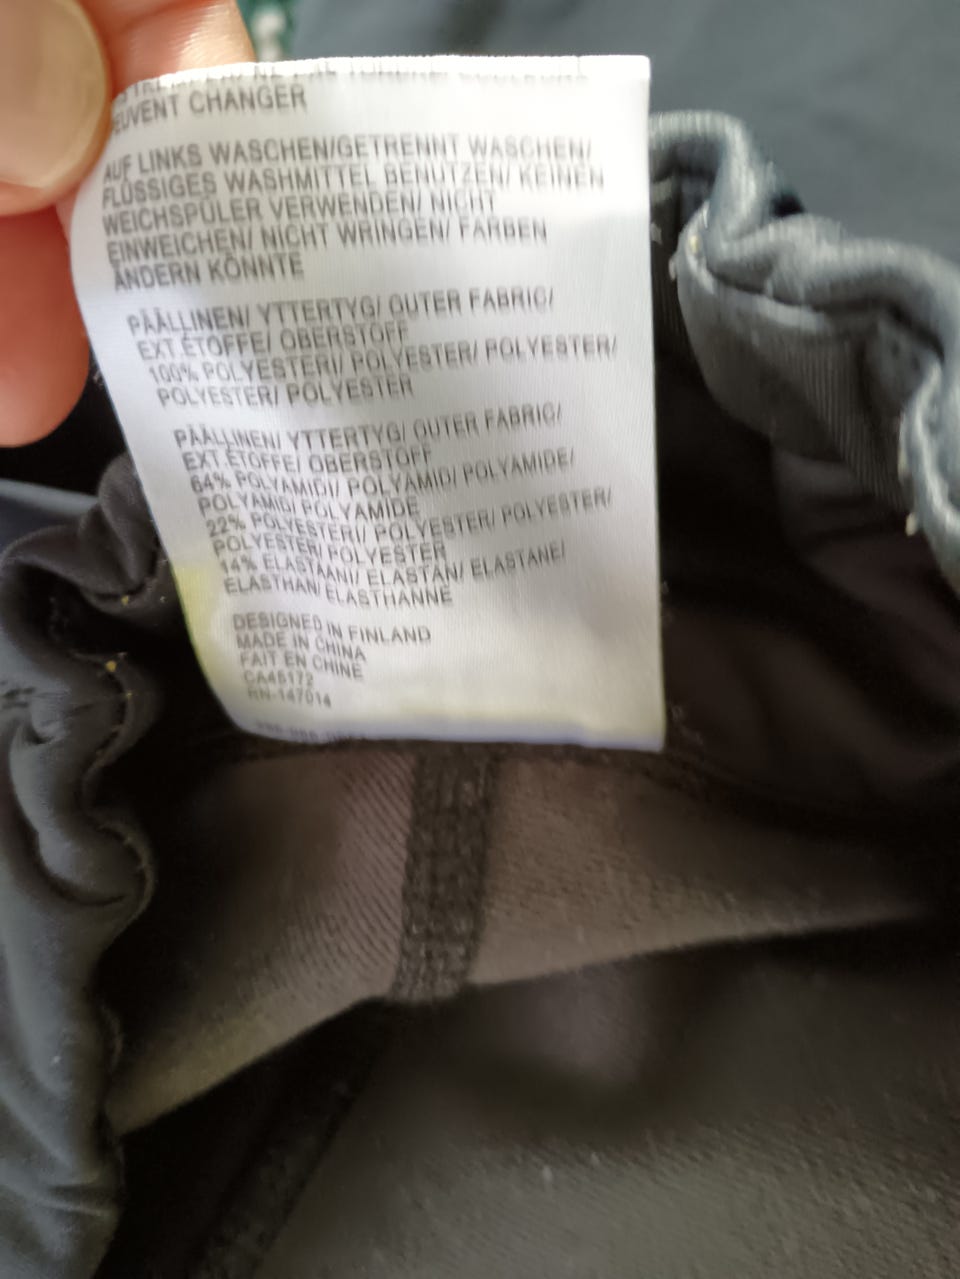 PEUVENT CHANGER
AUF LINKS WASCHEN/GETRENNT WASCHEN/
FLÜSSIGES WASHMITTEL BENUTZEN/ KEINEN
WEICHSPÜLER VERWENDEN/ NICHT
EINWEICHEN/ NICHT WRINGEN/ FARBEN
ÄNDERN KÖNNTE
PÄÄLLINEN/ YTTERTYG/ OUTER FABRIC/
EXT.ÉTOFFE/ OBERSTOFF
100% POLYESTERI/ POLYESTER/ POLYESTER/
POLYESTER/ POLYESTER
PÄÄLLINEN/ YTTERTYG/ OUTER FABRIC/
EXT.ÉTOFFE/ OBERSTOFF
64% POLYAMIDI/ POLYAMID/ POLYAMIDE/
POLYAMID/ POLYAMIDE
22% POLYESTERI/ POLYESTER/ POLYESTER/
POLYESTER/ POLYESTER
14% ELASTAANI/ ELASTAN/ ELASTANE/
ELASTHAN/ ELASTHANNE
DESIGNED IN FINLAND
MADE IN CHINA
FAIT EN CHINE
CA45172
RN-147014